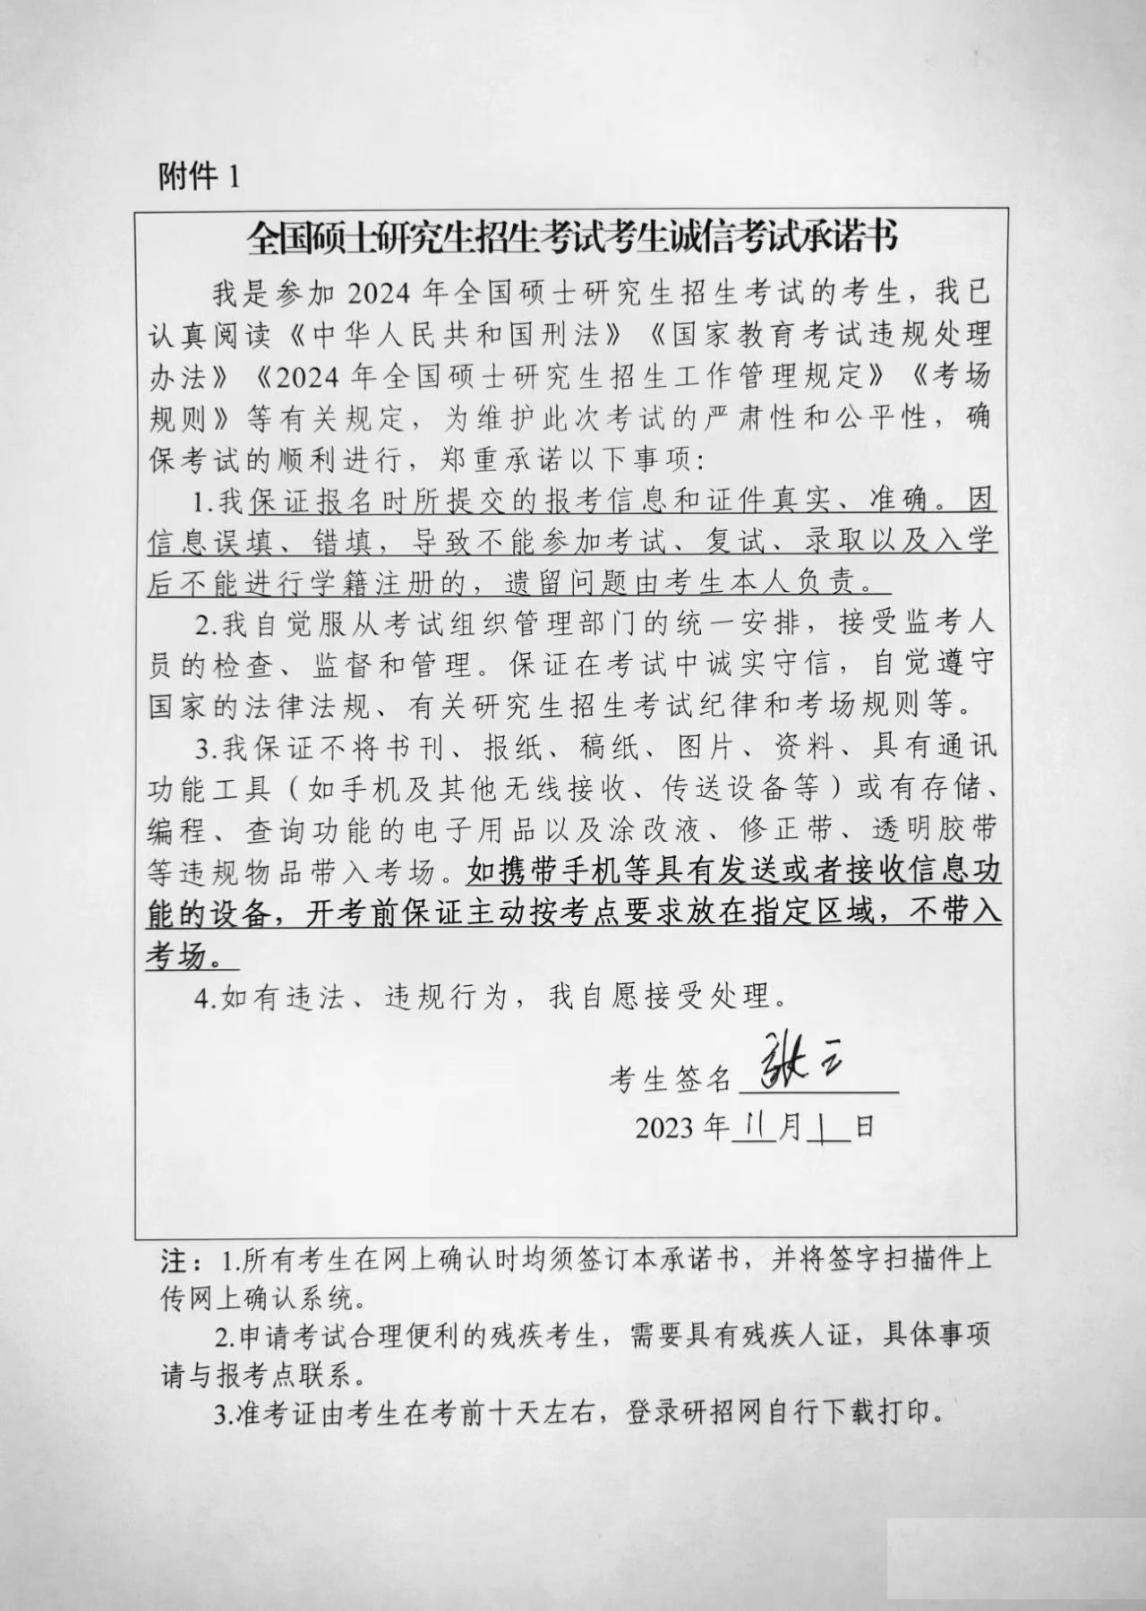 附件 1
全国硕士研究生招生考试考生诚信考试承诺书
我是参加 2024 年全国硕士研究生招生考试的考生，我已
认真阅读《中华人民共和国刑法》《国家教育考试违规处理
办法》《2024 年全国硕士研究生招生工作管理规定》《考场
规则》等有关规定，为维护此次考试的严肃性和公平性，确
保考试的顺利进行，郑重承诺以下事项：
1.我保证报名时所提交的报考信息和证件真实、准确。因
信息误填、错填，导致不能参加考试、复试、录取以及入学
后不能进行学籍注册的，遗留问题由考生本人负责。
2.我自觉服从考试组织管理部门的统一安排，接受监考人
员的检查、监督和管理。保证在考试中诚实守信，自觉遵守
国家的法律法规、有关研究生招生考试纪律和考场规则等。
3.我保证不将书刊、报纸、稿纸、图片、资料、具有通讯
功能工具（如手机及其他无线接收、传送设备等）或有存储、
编程、查询功能的电子用品以及涂改液、修正带、透明胶带
等违规物品带入考场。如携带手机等具有发送或者接收信息功
能的设备，开考前保证主动按考点要求放在指定区域，不带入
考场。
4.如有违法、违规行为，我自愿接受处理。
考生签名 张云
2023 年 11 月 1 日
注：1.所有考生在网上确认时均须签订本承诺书，并将签字扫描件上
传网上确认系统。
2.申请考试合理便利的残疾考生，需要具有残疾人证，具体事项
请与报考点联系。
3.准考证由考生在考前十天左右，登录研招网自行下载打印。